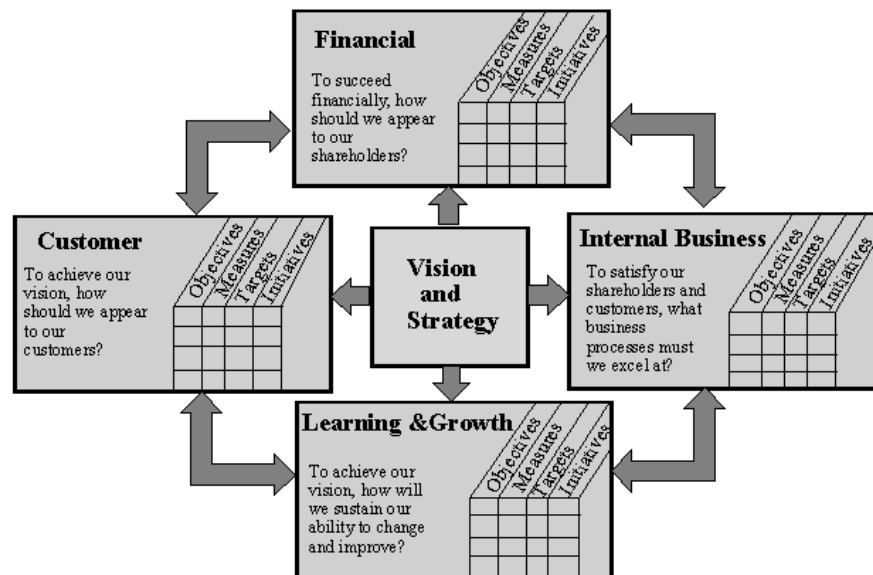 Financial
To succeed
financially, how
should we appear
to our
shareholders?
Objectives
Measures
Targets
Initiatives
Customer
To achieve our
vision, how
should we appear
to our
customers?
Objectives
Measures
Targets
Initiatives
Vision
and
Strategy
Internal Business
To satisfy our
shareholders and
customers, what
business
processes must
we excel at?
Objectives
Measures
Targets
Initiatives
Learning &Growth
To achieve our
vision, how will
we sustain our
ability to change
and improve?
Objectives
Measures
Targets
Initiatives